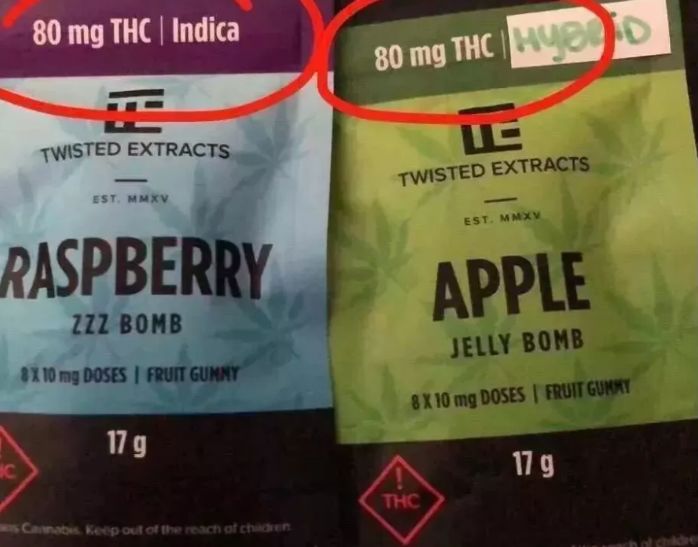 80 mg THC | Indica
TWISTED EXTRACTS
EST. MMXV
RASPBERRY
ZZZ BOMB
8 X 10 mg DOSES | FRUIT GUMMY
17 g
Cannabis. Keep out of the reach of children
80 mg THC | HYBRID
TWISTED EXTRACTS
EST. MMXV
APPLE
JELLY BOMB
8 X 10 mg DOSES | FRUIT GUMMY
17 g
!
THC